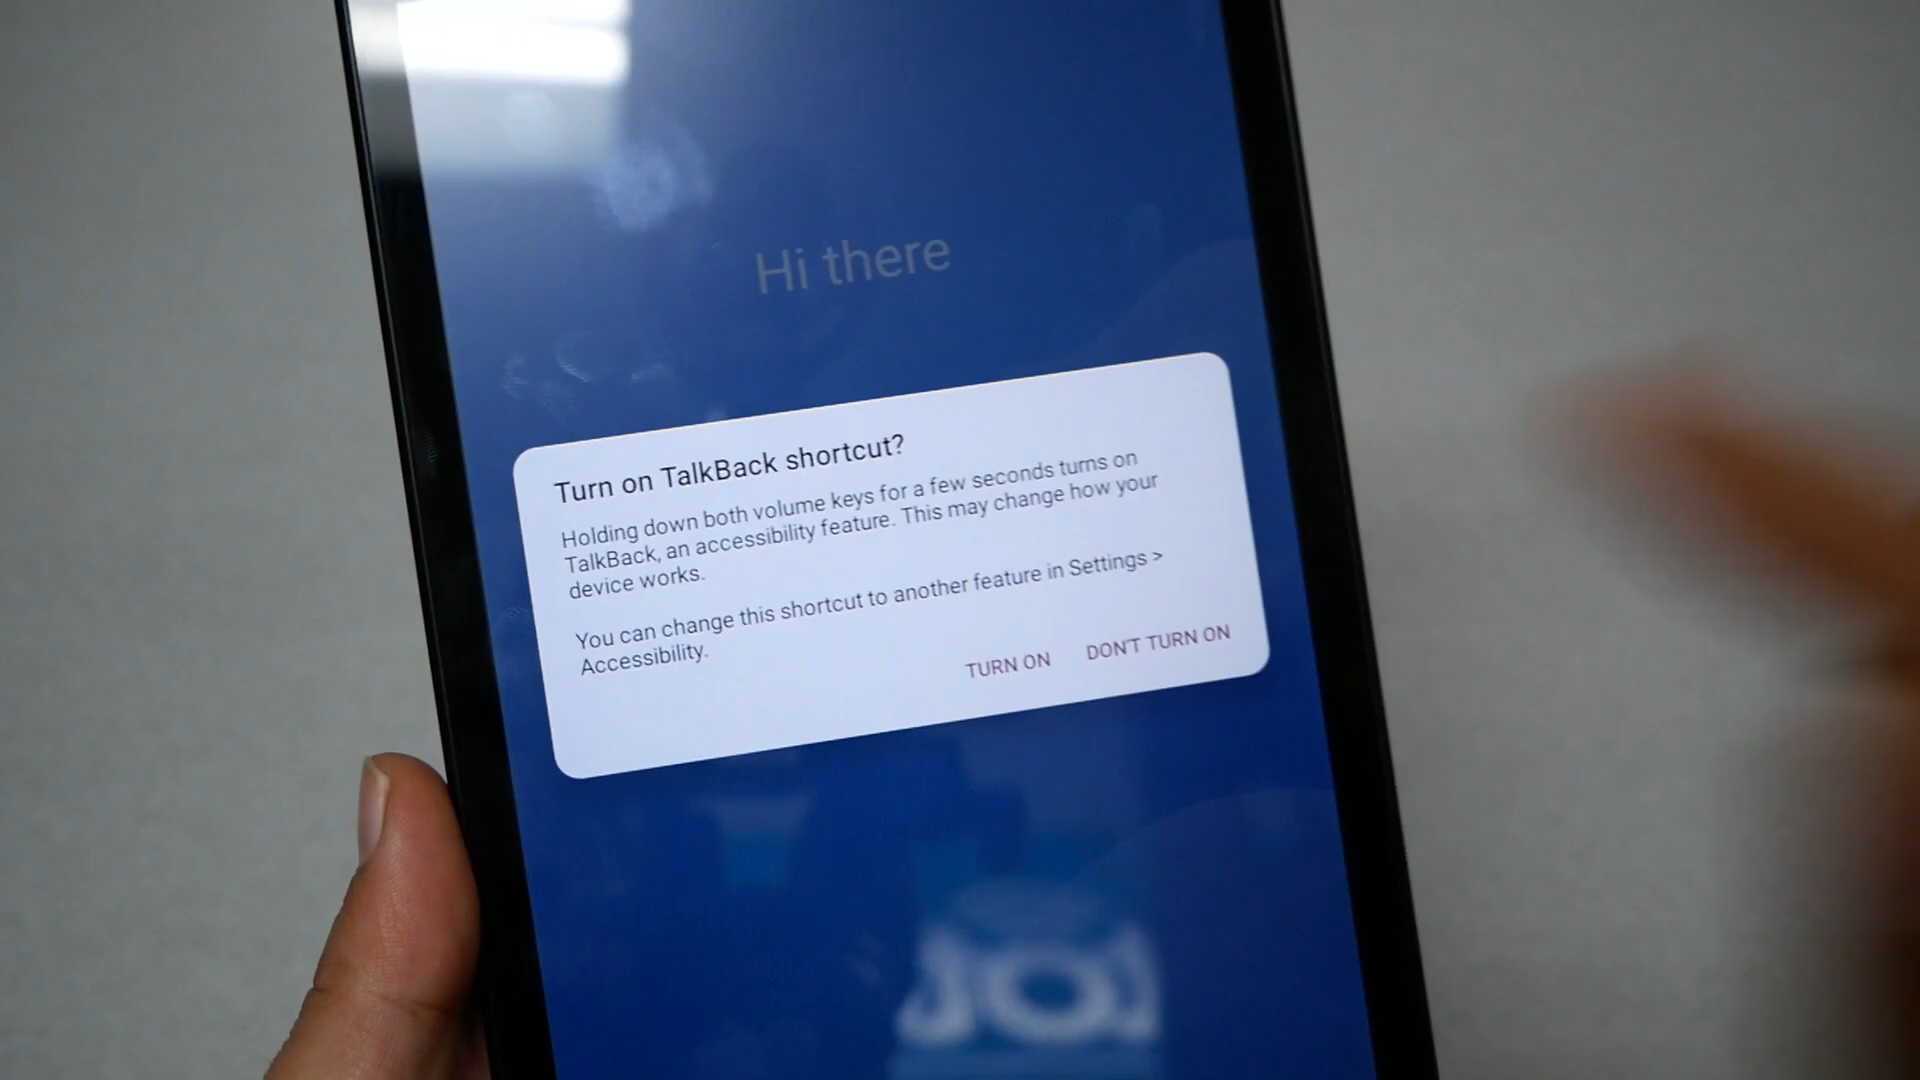 Hi there
Turn on TalkBack shortcut?
Holding down both volume keys for a few seconds turns on
TalkBack, an accessibility feature. This may change how your
device works.
You can change this shortcut to another feature in Settings >
Accessibility.
TURN ON DON'T TURN ON